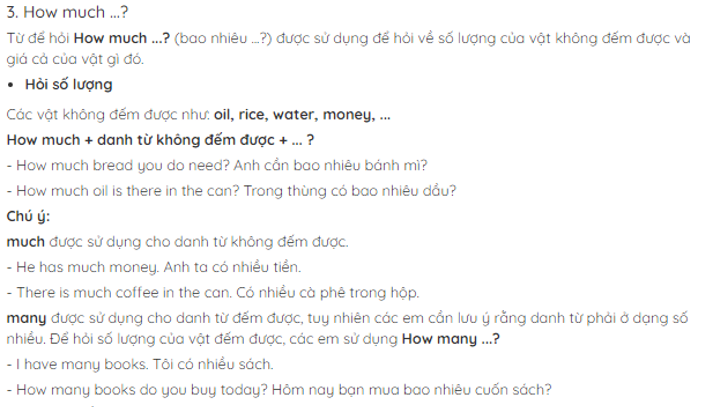 3. How much ...?
Từ để hỏi How much ...? (bao nhiêu ...?) được sử dụng để hỏi về số lượng của vật không đếm được và
giá cả của vật gì đó.
• Hỏi số lượng
Các vật không đếm được như: oil, rice, water, money, ...
How much + danh từ không đếm được + ... ?
- How much bread you do need? Anh cần bao nhiêu bánh mì?
- How much oil is there in the can? Trong thùng có bao nhiêu dầu?
Chú ý:
much được sử dụng cho danh từ không đếm được.
- He has much money. Anh ta có nhiều tiền.
- There is much coffee in the can. Có nhiều cà phê trong hộp.
many được sử dụng cho danh từ đếm được, tuy nhiên các em cần lưu ý rằng danh từ phải ở dạng số
nhiều. Để hỏi số lượng của vật đếm được, các em sử dụng How many ...?
- I have many books. Tôi có nhiều sách.
- How many books do you buy today? Hôm nay bạn mua bao nhiêu cuốn sách?